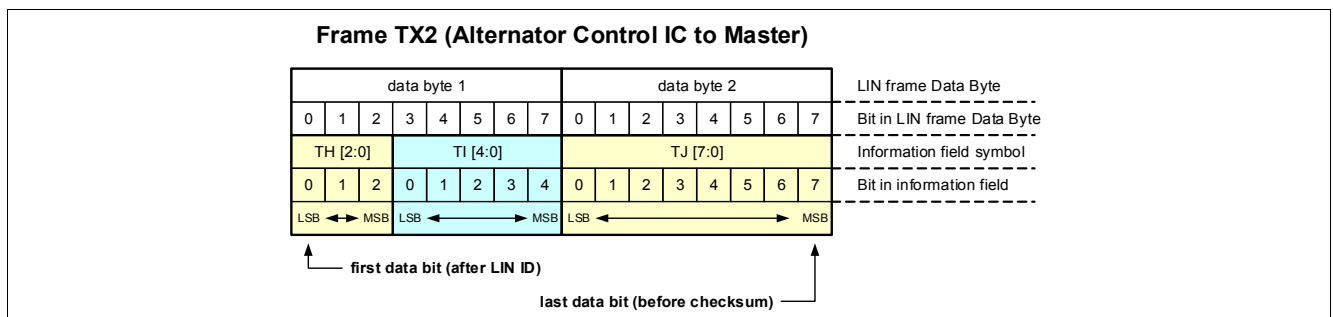 Frame TX2 (Alternator Control IC to Master)
data byte 1 data byte 2 LIN frame Data Byte
0 1 2 3 4 5 6 7 0 1 2 3 4 5 6 7 Bit in LIN frame Data Byte
TH [2:0] TI [4:0] TJ [7:0] Information field symbol
0 1 2 0 1 2 3 4 0 1 2 3 4 5 6 7 Bit in information field
LSB MSB LSB MSB LSB MSB
first data bit (after LIN ID)
last data bit (before checksum)